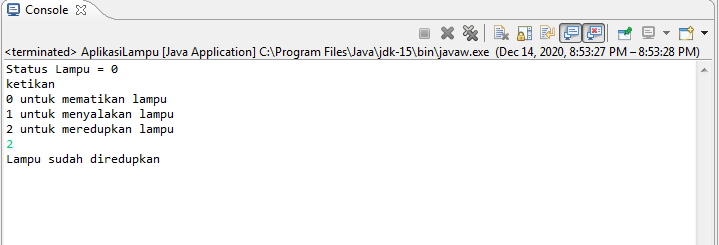 Console
<terminated> AplikasiLampu [Java Application] C:\Program Files\Java\jdk-15\bin\javaw.exe (Dec 14, 2020, 8:53:27 PM – 8:53:28 PM)
Status Lampu = 0
ketikan
0 untuk mematikan lampu
1 untuk menyalakan lampu
2 untuk meredupkan lampu
2
Lampu sudah diredupkan